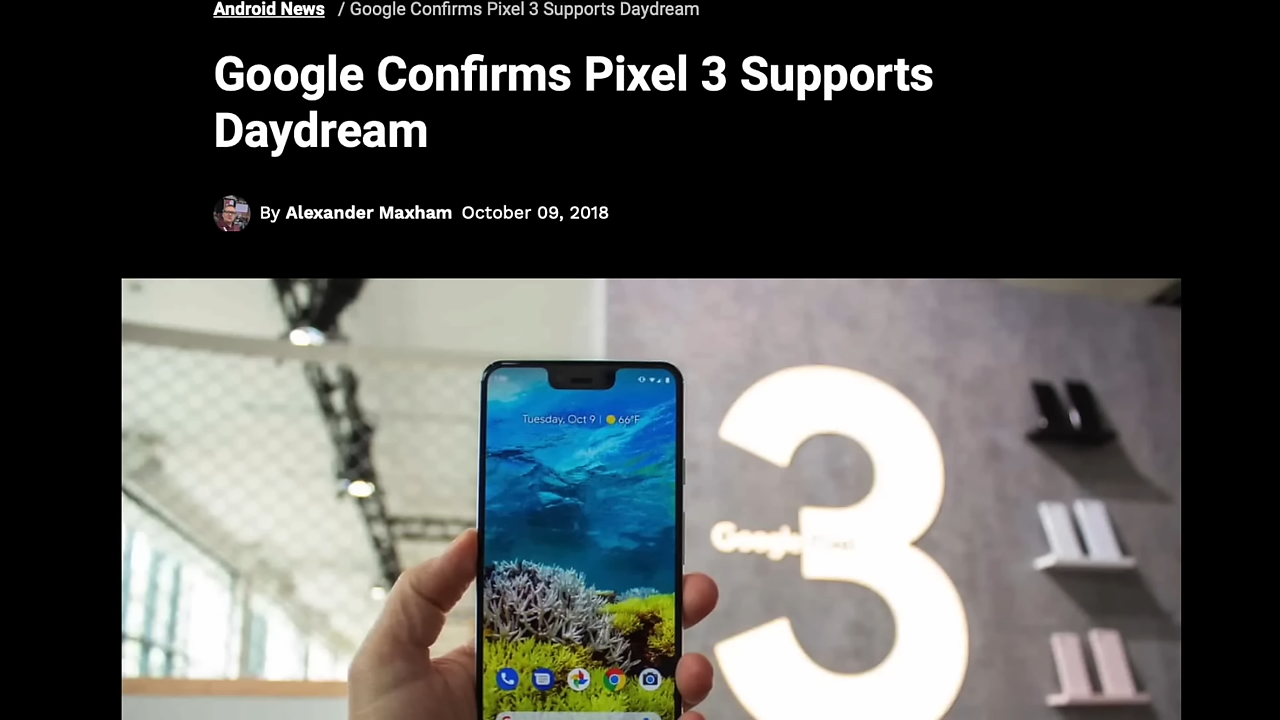 Android News / Google Confirms Pixel 3 Supports Daydream
Google Confirms Pixel 3 Supports
Daydream
By Alexander Maxham October 09, 2018
Tuesday, Oct 9 | 66°F
3
Google